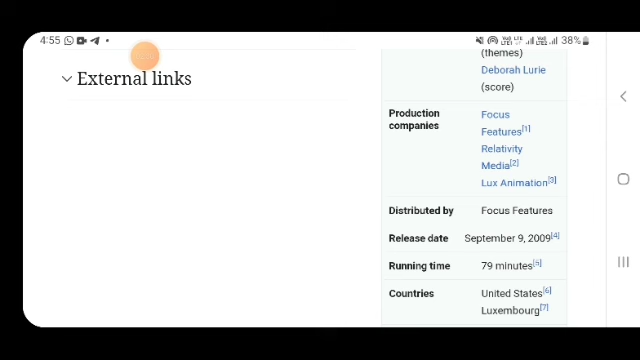 4:55
38%
External links
(themes)
Deborah Lurie
(score)
Production
companies
Focus
Features[1]
Relativity
Media[2]
Lux Animation[3]
Distributed by Focus Features
Release date September 9, 2009[4]
Running time 79 minutes[5]
Countries United States[6]
Luxembourg[7]